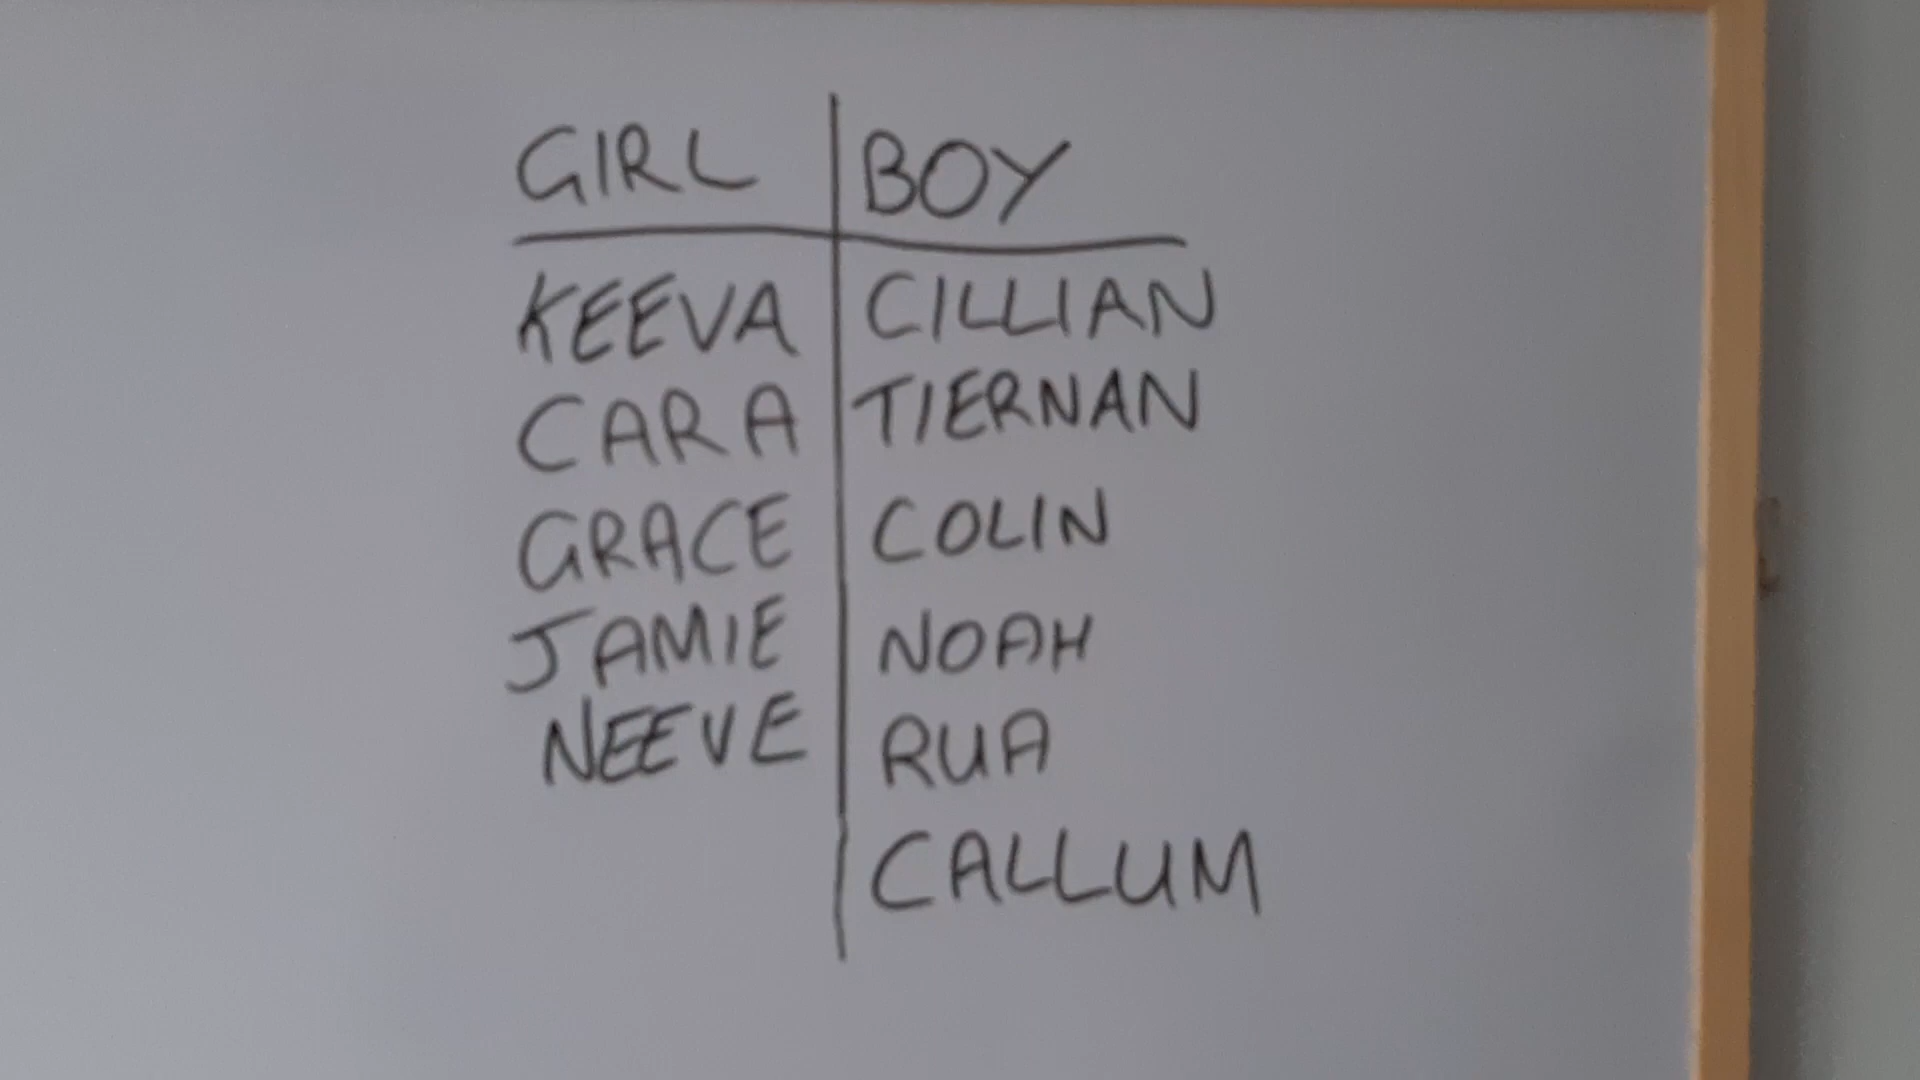 GIRL BOY
KEEVA CILLIAN
CARA TIERNAN
GRACE COLIN
JAMIE NOAH
NEEVE RUA
CALLUM